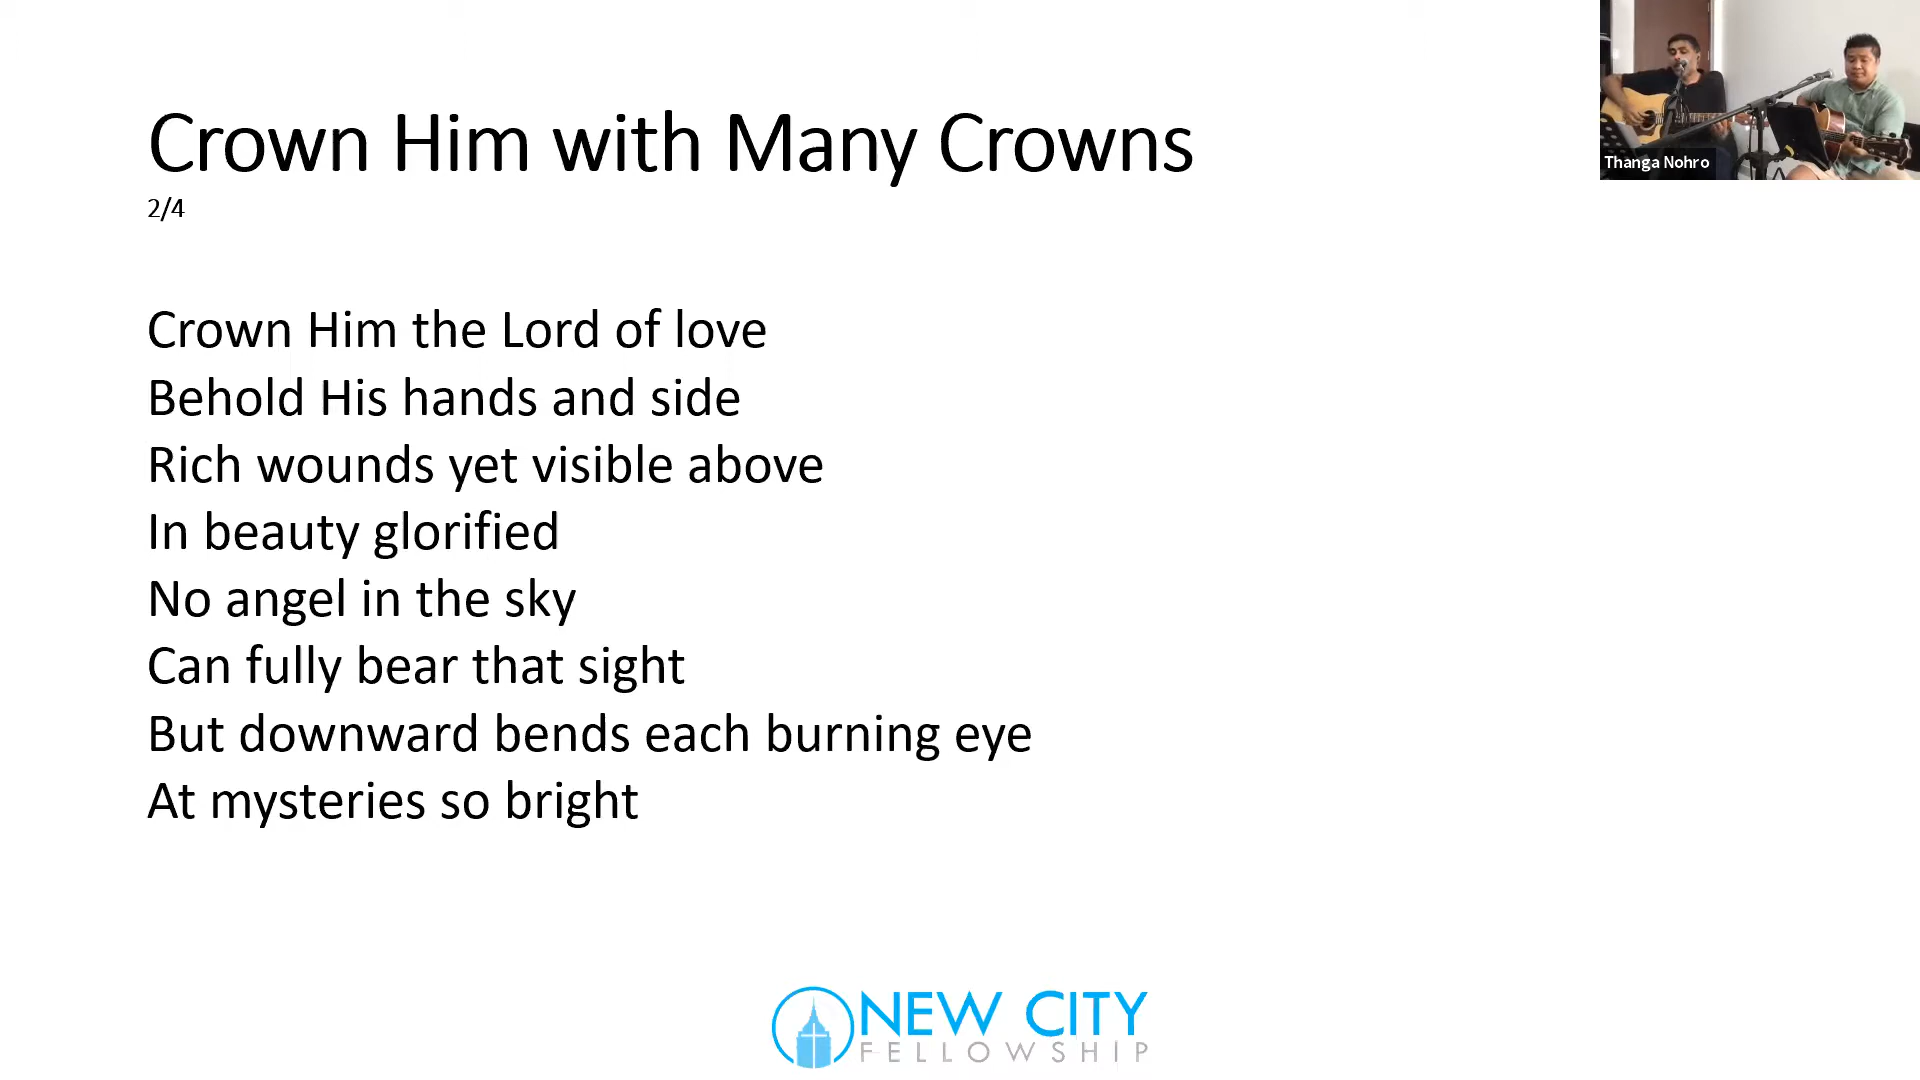 Crown Him with Many Crowns
2/4
Crown Him the Lord of love
Behold His hands and side
Rich wounds yet visible above
In beauty glorified
No angel in the sky
Can fully bear that sight
But downward bends each burning eye
At mysteries so bright
Thanga Nohro
NEW CITY
FELLOWSHIP